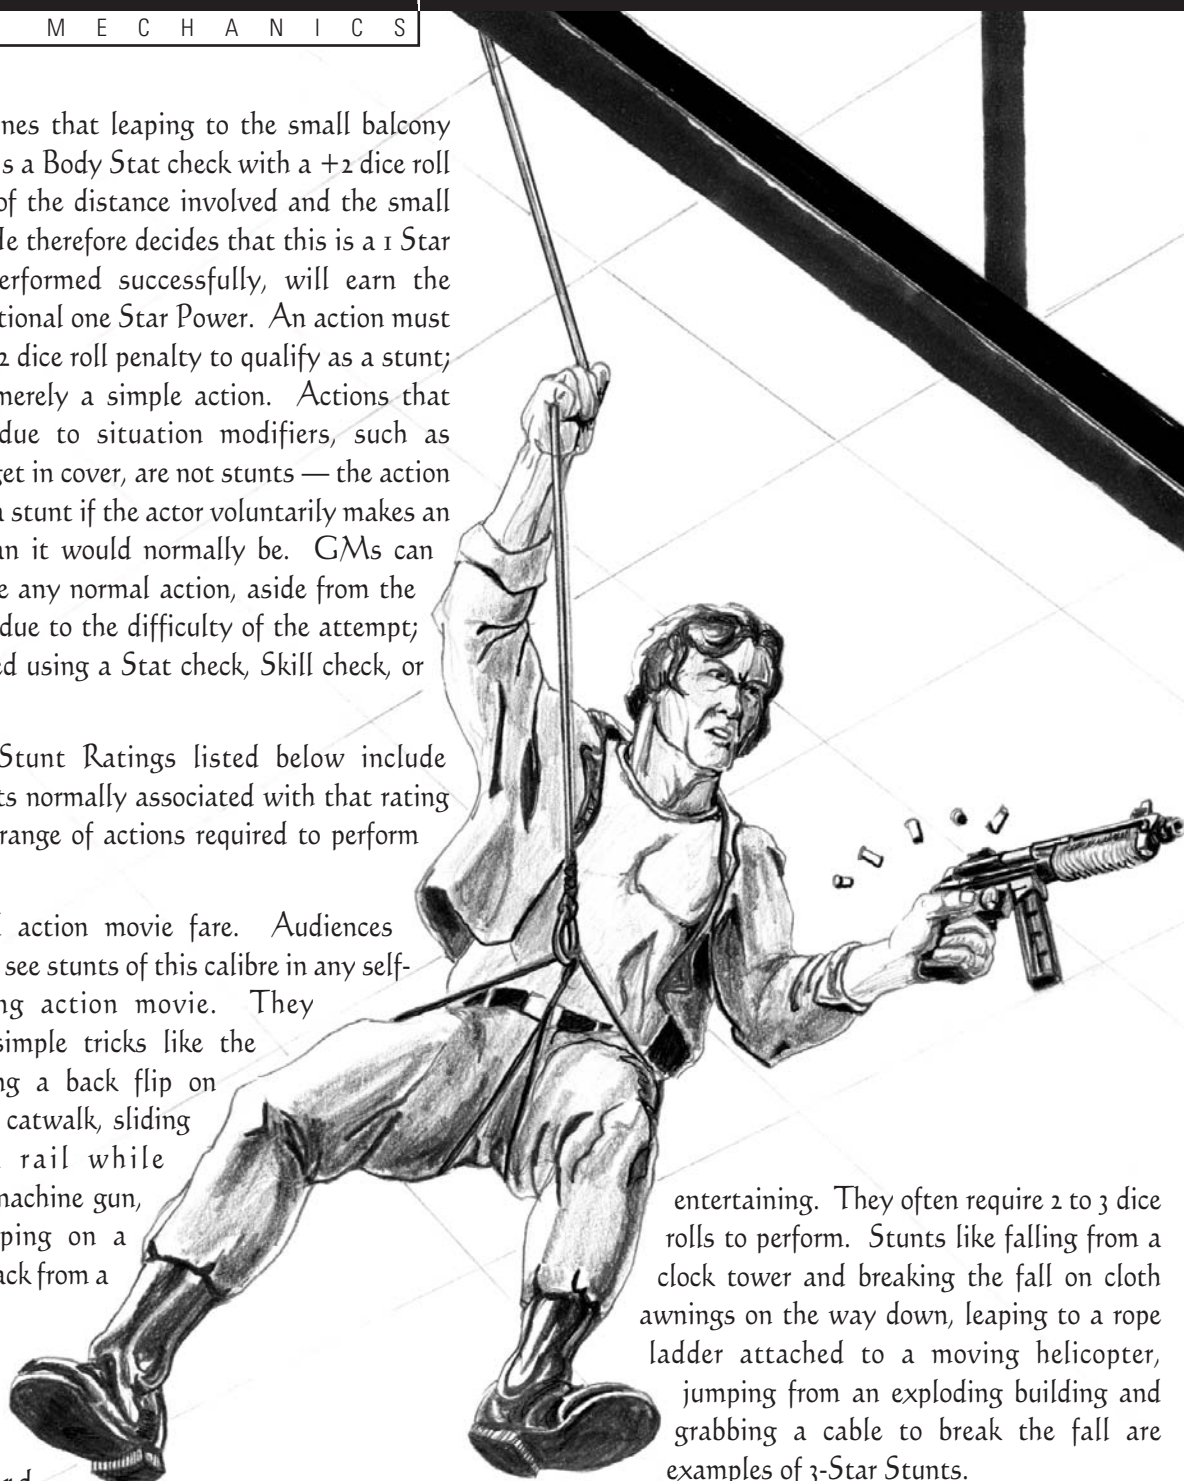 MECHANICS
nes that leaping to the small balcony
s a Body Stat check with a +2 dice roll
of the distance involved and the small
le therefore decides that this is a 1 Star
erformed successfully, will earn the
tional one Star Power. An action must
2 dice roll penalty to qualify as a stunt;
merely a simple action. Actions that
due to situation modifiers, such as
get in cover, are not stunts — the action
a stunt if the actor voluntarily makes an
an it would normally be. GMs can
e any normal action, aside from the
due to the difficulty of the attempt;
ed using a Stat check, Skill check, or
Stunt Ratings listed below include
ts normally associated with that rating
range of actions required to perform
action movie fare. Audiences
see stunts of this calibre in any self-
ng action movie. They
simple tricks like the
ng a back flip on
catwalk, sliding
rail while
machine gun,
ping on a
ack from a
entertaining. They often require 2 to 3 dice
rolls to perform. Stunts like falling from a
clock tower and breaking the fall on cloth
awnings on the way down, leaping to a rope
ladder attached to a moving helicopter,
jumping from an exploding building and
grabbing a cable to break the fall are
examples of 3-Star Stunts.